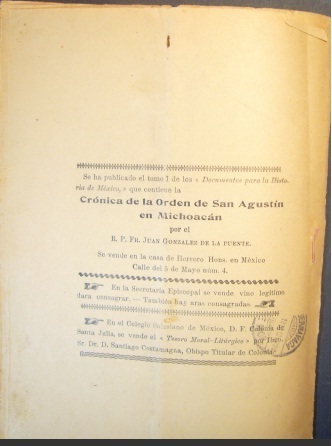 Se ha publicado el tomo I de los « Documentos para la Histo-
ria de México, » que contiene la
Crónica de la Orden de San Agustín
en Michoacán
por el
R. P. FR. JUAN GONZALEZ DE LA PUENTE.
Se vende en la casa de Herrero Hnos. en México
Calle del 5 de Mayo núm. 4.
En la Secretaría Episcopal se vende vino legítimo
para consagrar. — También hay aras consagradas.
En el Colegio Salesiano de México, D. F. Colonia de
Santa Julia, se vende el « Tesoro Moral-Litúrgico » por
Sr. Dr. D. Santiago Costamagna, Obispo Titular de Colonia